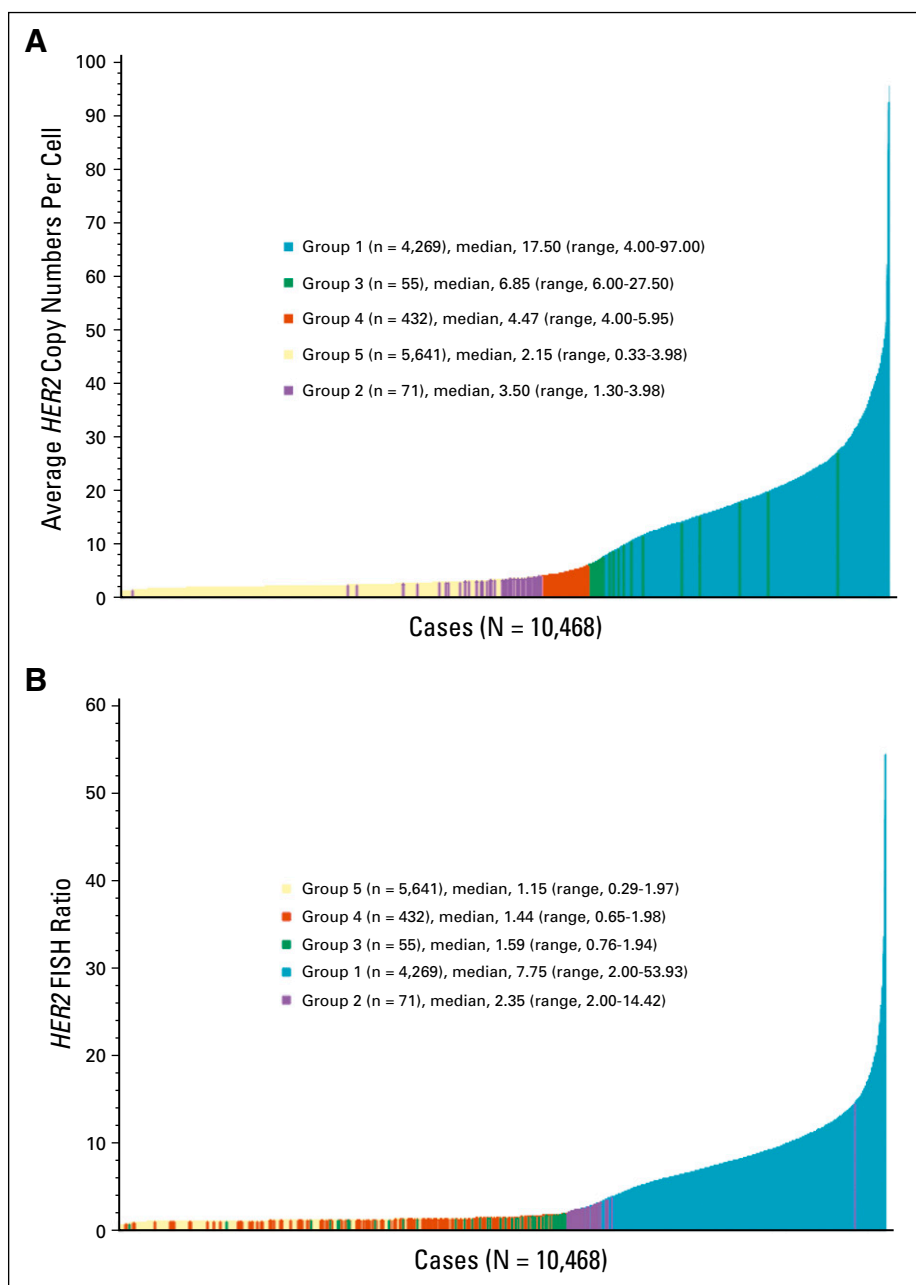 A
100
90
80
70
60
50
40
30
20
10
0
Average HER2 Copy Numbers Per Cell
Group 1 (n = 4,269), median, 17.50 (range, 4.00-97.00)
Group 3 (n = 55), median, 6.85 (range, 6.00-27.50)
Group 4 (n = 432), median, 4.47 (range, 4.00-5.95)
Group 5 (n = 5,641), median, 2.15 (range, 0.33-3.98)
Group 2 (n = 71), median, 3.50 (range, 1.30-3.98)
Cases (N = 10,468)
B
60
50
40
30
20
10
0
HER2 FISH Ratio
Group 5 (n = 5,641), median, 1.15 (range, 0.29-1.97)
Group 4 (n = 432), median, 1.44 (range, 0.65-1.98)
Group 3 (n = 55), median, 1.59 (range, 0.76-1.94)
Group 1 (n = 4,269), median, 7.75 (range, 2.00-53.93)
Group 2 (n = 71), median, 2.35 (range, 2.00-14.42)
Cases (N = 10,468)